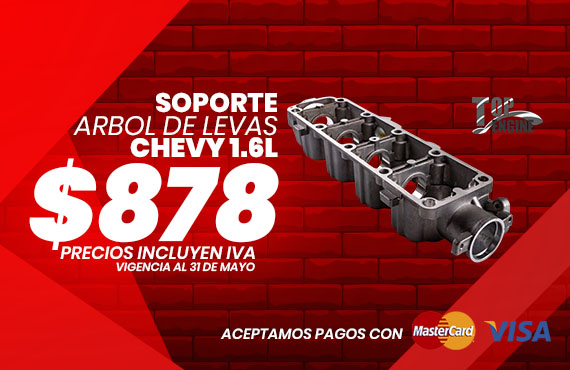 SOPORTE
ARBOL DE LEVAS
CHEVY 1.6L
$878
PRECIOS INCLUYEN IVA
VIGENCIA AL 31 DE MAYO
TOP
ENGINE
ACEPTAMOS PAGOS CON
MasterCard
VISA